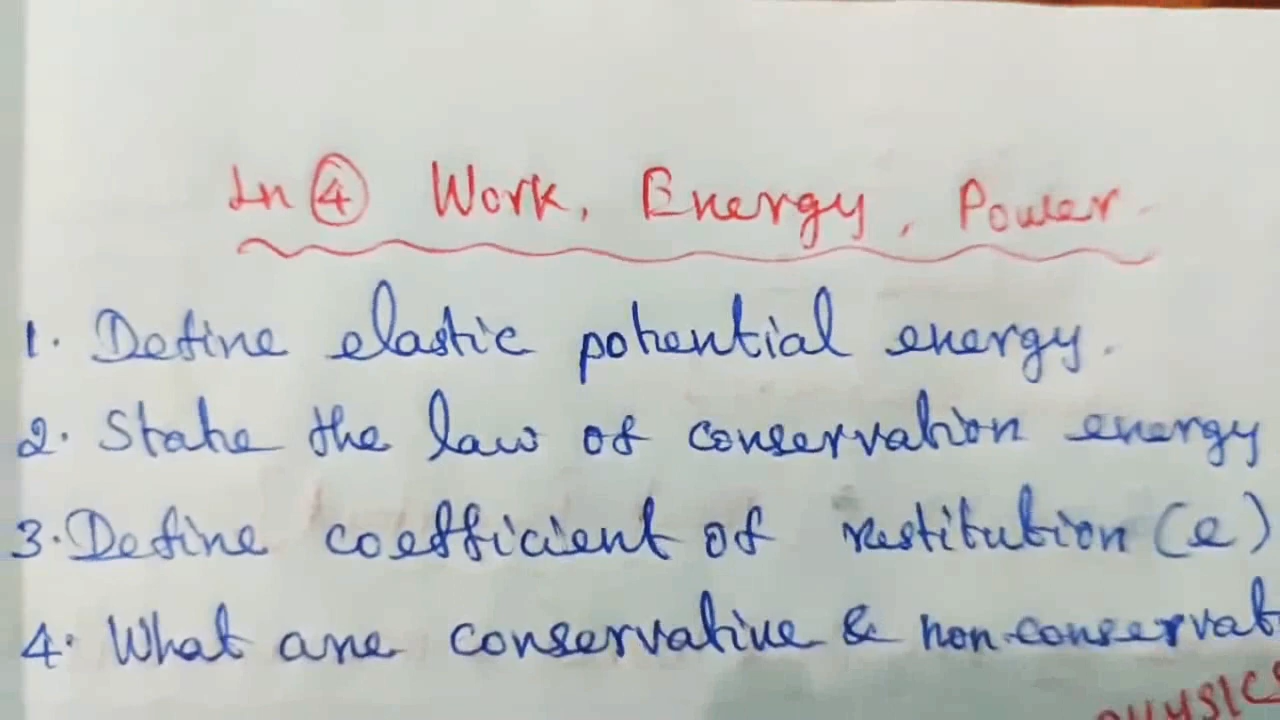 Ln 4 Work, Energy, Power.
1. Define elastic potential energy.
2. State the law of conservation energy
3. Define coefficient of restitution (e)
4. What are conservative & non-conservat
PHYSICS